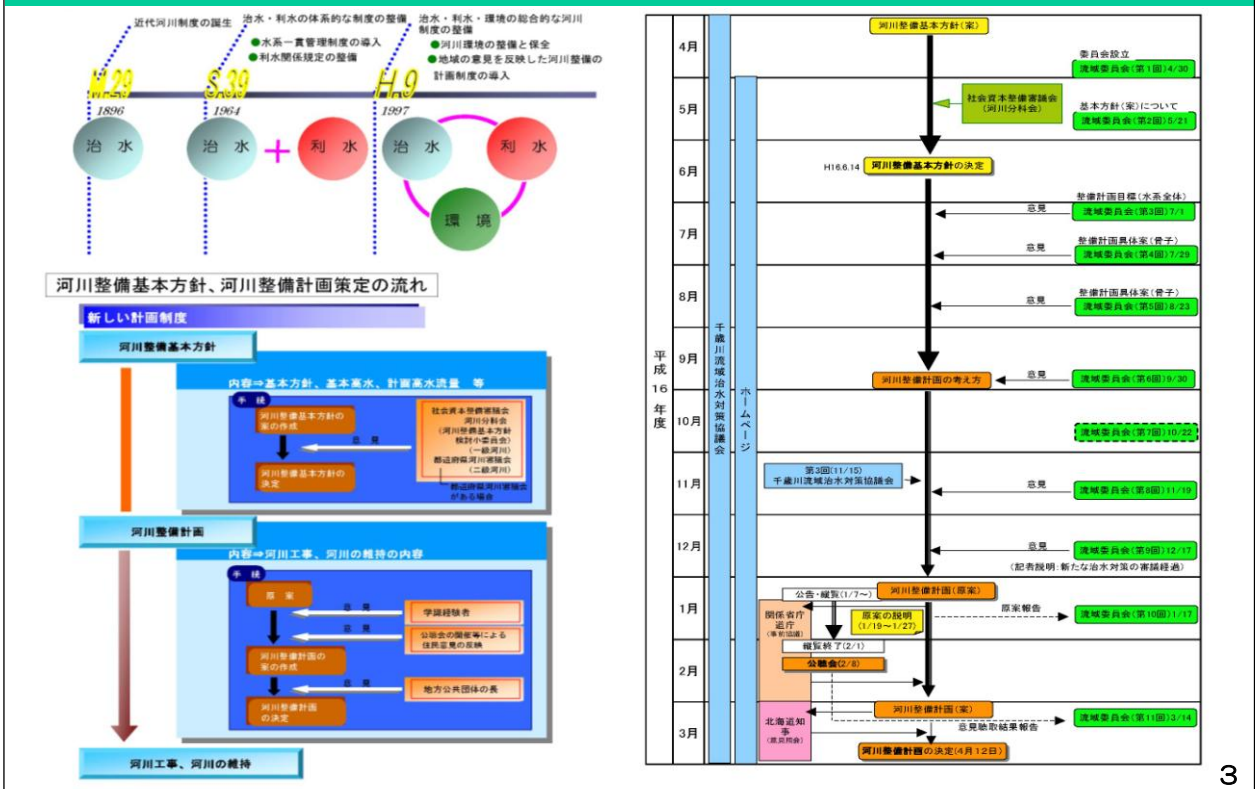 近代河川制度の誕生
治水・利水の体系的な制度の整備
●水系一貫管理制度の導入
●利水関係規定の整備
治水・利水・環境の総合的な河川
制度の整備
●河川環境の整備と保全
●地域の意見を反映した河川整備の
計画制度の導入
M.29
S.39
H.9
1896
1964
1997
治 水
治 水
+
利 水
治 水
利 水
環 境
河川整備基本方針、河川整備計画策定の流れ
新しい計画制度
河川整備基本方針
内容⇒基本方針、基本高水、計画高水流量 等
手 続
河川整備基本方針の
案の作成
意 見
社会資本整備審議会
河川分科会
(河川整備基本方針
検討小委員会)
(一級河川)
都道府県河川審議会
(二級河川)
都道府県河川審議会
がある場合
河川整備基本方針の
決定
河川整備計画
内容⇒河川工事、河川の維持の内容
手 続
原 案
意 見
学識経験者
意 見
公聴会の開催等による
住民意見の反映
河川整備計画の
案の作成
意 見
地方公共団体の長
河川整備計画
の決定
河川工事、河川の維持
平成16年度
4月
5月
6月
7月
8月
9月
10月
11月
12月
1月
2月
3月
千歳川流域治水対策協議会
ホームページ
河川整備基本方針(案)
委員会設立
流域委員会(第1回)4/30
社会資本整備審議会
(河川分科会)
基本方針(案)について
流域委員会(第2回)5/21
H16.6.14
河川整備基本方針の決定
整備計画目標(水系全体)
意見
流域委員会(第3回)7/1
整備計画具体案(骨子)
意見
流域委員会(第4回)7/29
整備計画具体案(骨子)
意見
流域委員会(第5回)8/23
河川整備計画の考え方
意見
流域委員会(第6回)9/30
流域委員会(第7回)10/22
第3回(11/15)
千歳川流域治水対策協議会
意見
流域委員会(第8回)11/19
意見
流域委員会(第9回)12/17
(記者説明:新たな治水対策の審議経過)
公告・縦覧(1/7~)
河川整備計画(原案)
関係省庁
道庁
(事前協議)
原案の説明
(1/19~1/27)
原案報告
流域委員会(第10回)1/17
縦覧終了(2/1)
公聴会(2/8)
河川整備計画(案)
北海道知
事
(意見照会)
意見聴取結果報告
流域委員会(第11回)3/14
河川整備計画の決定(4月12日)
3